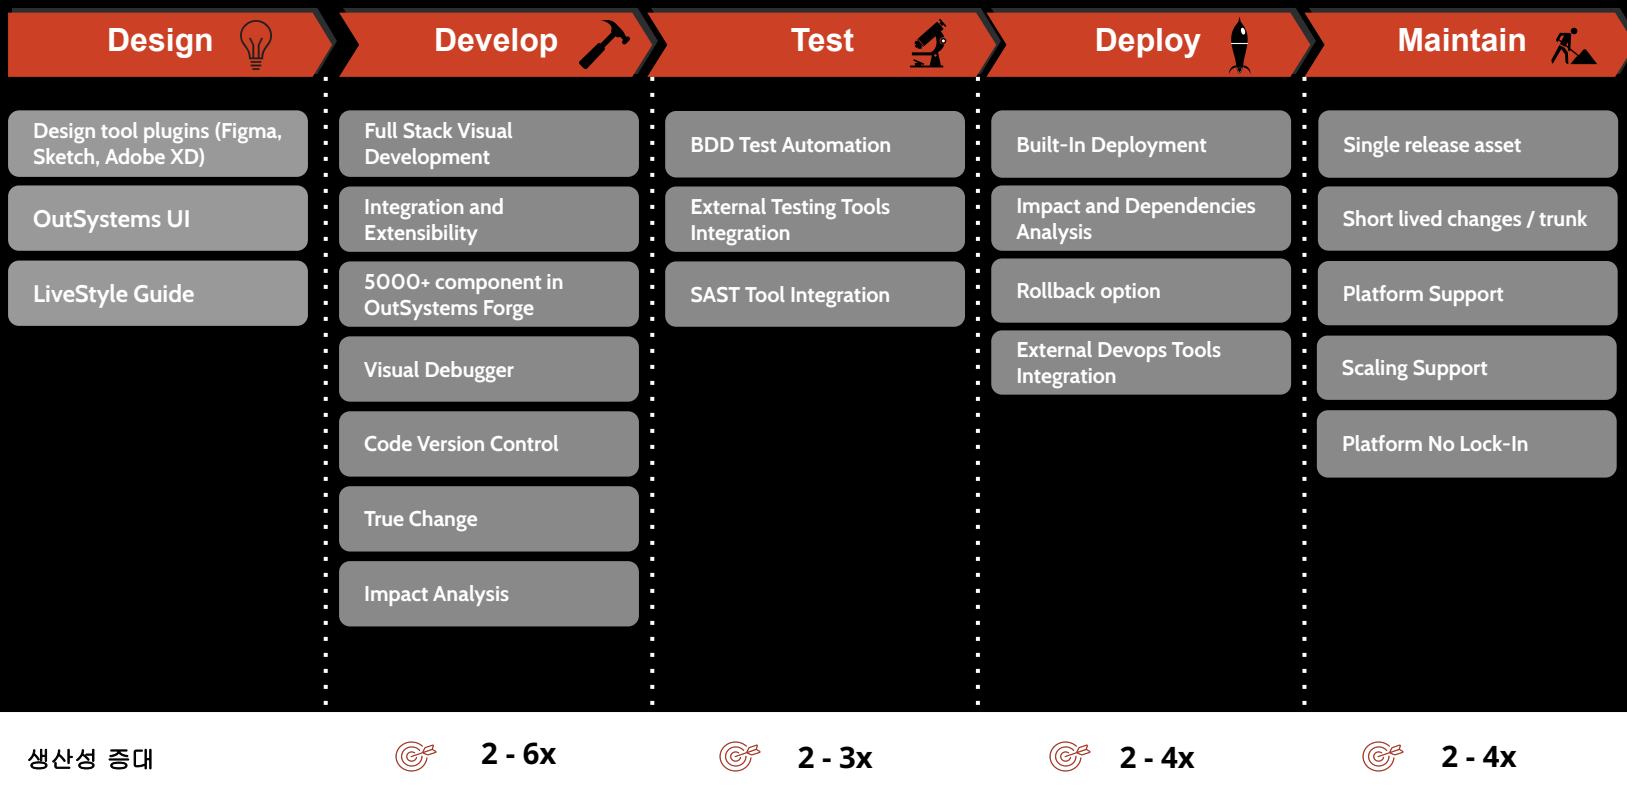 Design
Develop
Test
Deploy
Maintain
Design tool plugins (Figma,
Sketch, Adobe XD)
OutSystems UI
LiveStyle Guide
Full Stack Visual
Development
Integration and
Extensibility
5000+ component in
OutSystems Forge
Visual Debugger
Code Version Control
True Change
Impact Analysis
BDD Test Automation
External Testing Tools
Integration
SAST Tool Integration
Built-In Deployment
Impact and Dependencies
Analysis
Rollback option
External Devops Tools
Integration
Single release asset
Short lived changes / trunk
Platform Support
Scaling Support
Platform No Lock-In
생산성 증대
2 - 6x
2 - 3x
2 - 4x
2 - 4x